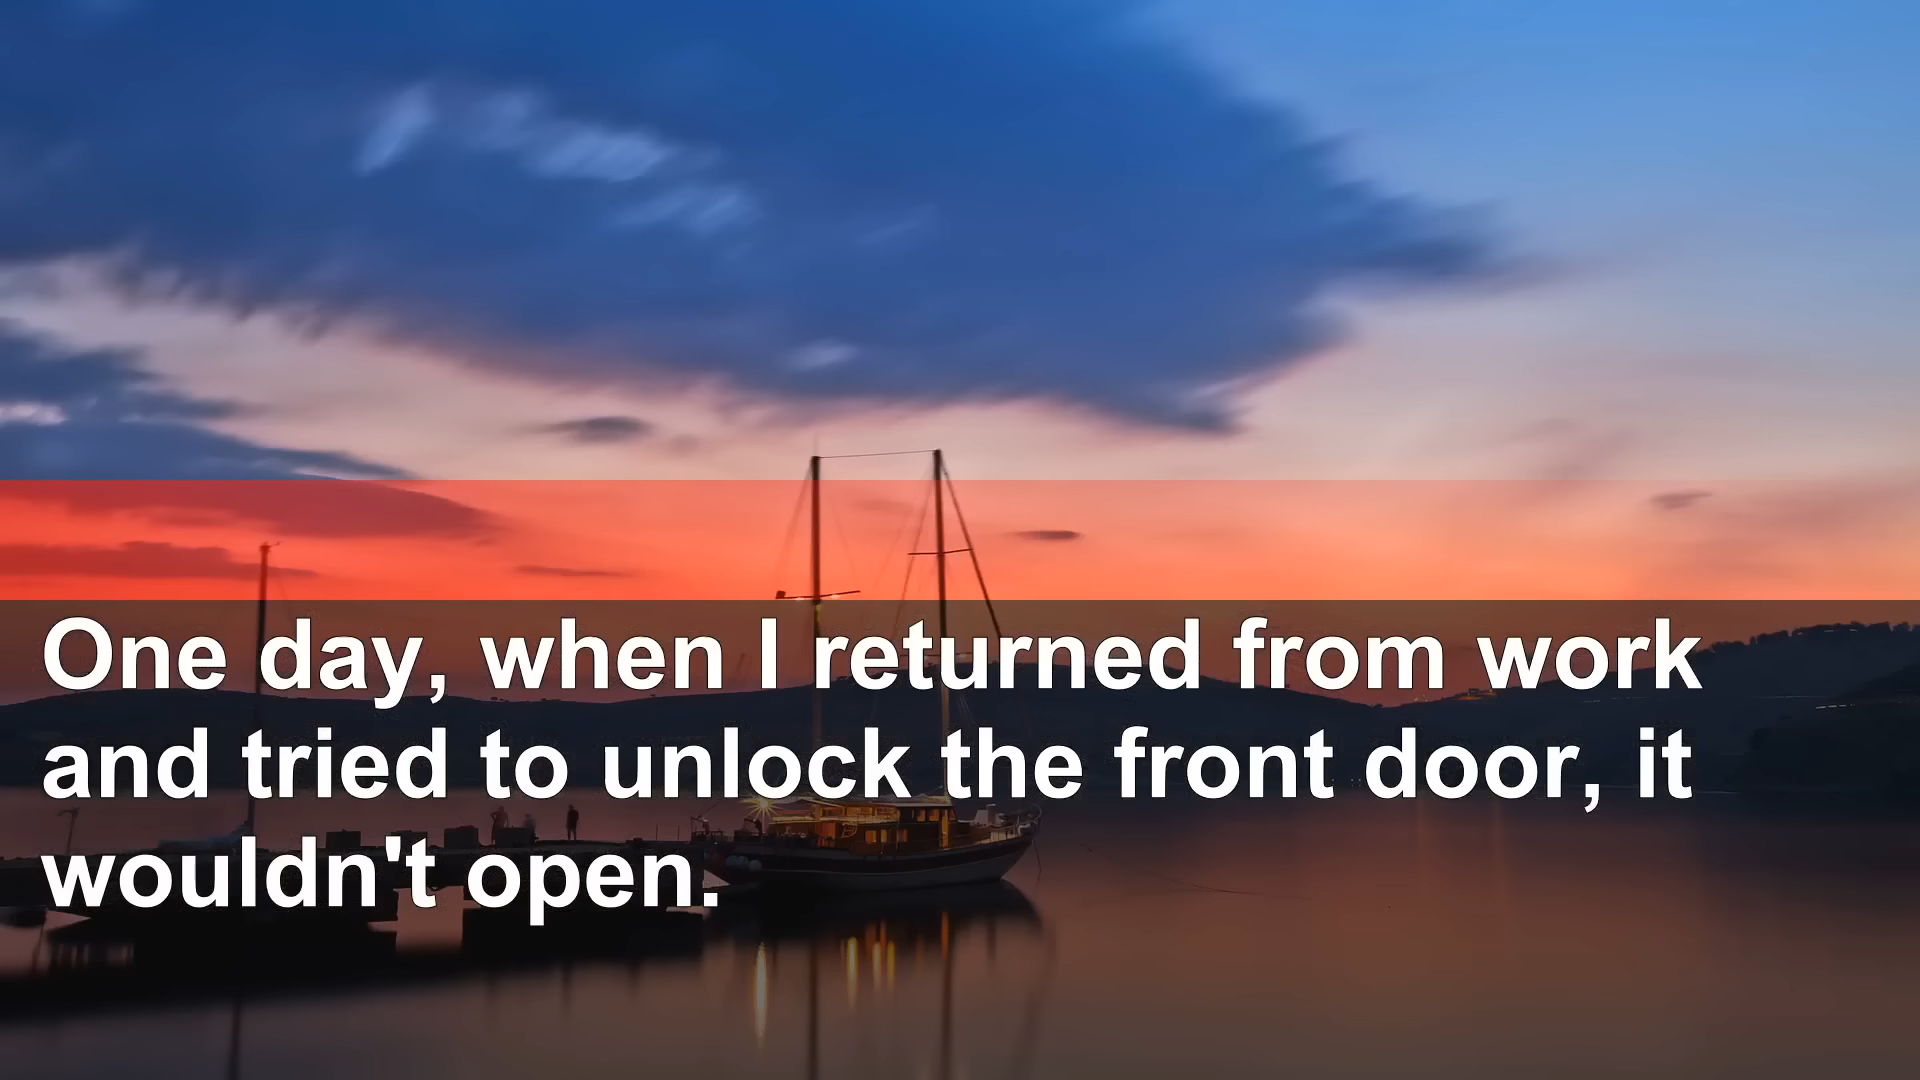 One day, when I returned from work
and tried to unlock the front door, it
wouldn't open.